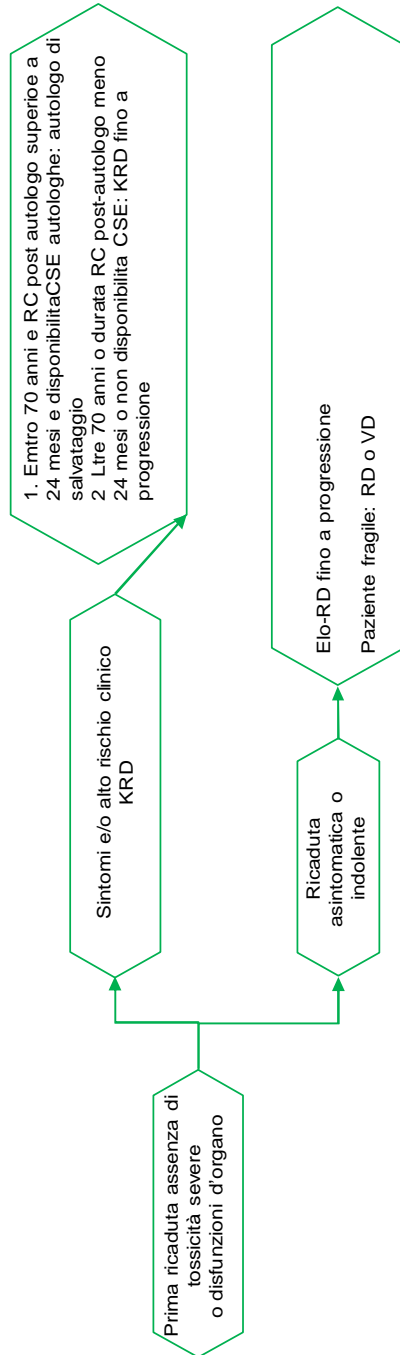 Prima ricaduta assenza di
tossicità severe
o disfunzioni d'organo
Sintomi e/o alto rischio clinico
KRD
1. Emtro 70 anni e RC post autologo superioe a
24 mesi e disponibilitaCSE autologhe: autologo di
salvataggio
2 Ltre 70 anni o durata RC post-autologo meno
24 mesi o non disponibilita CSE: KRD fino a
progressione
Ricaduta
asintomatica o
indolente
Elo-RD fino a progressione
Paziente fragile: RD o VD